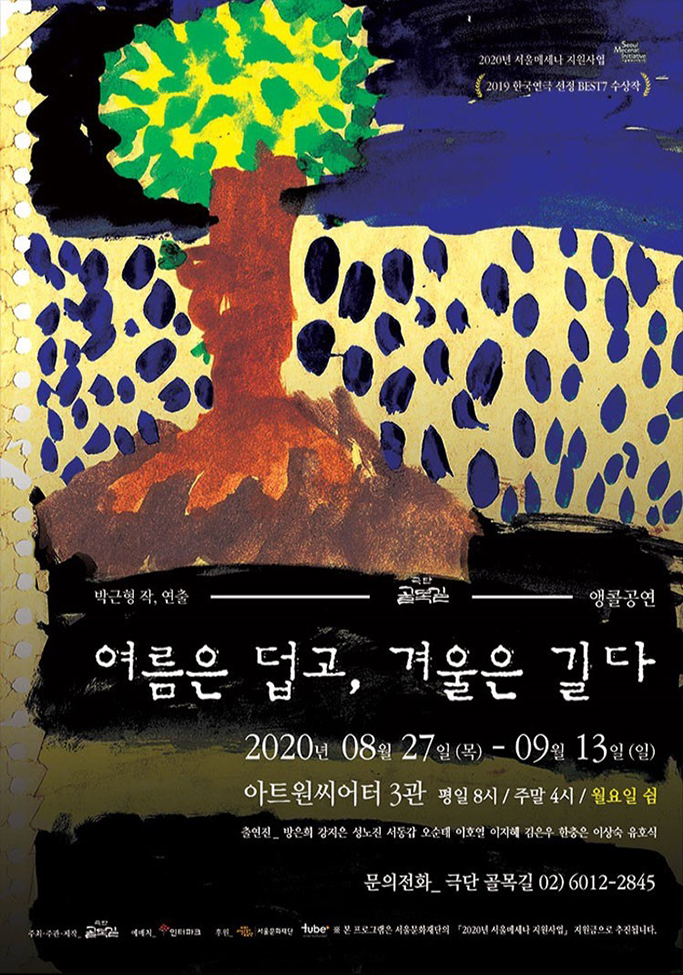 2020년 서울메세나 지원사업
Seoul
Mecenat
Initiative
2019 한국연극 선정 BEST7 수상작
박근형 작, 연출
극단
골목길
앵콜공연
여름은 덥고, 겨울은 길다
2020년 08월 27일(목) - 09월 13일(일)
아트원씨어터 3관 평일 8시 / 주말 4시 / 월요일 쉼
출연진_ 방은희 강지은 성노진 서동갑 오순태 이호열 이지혜 김은우 한충은 이상숙 유호식
문의전화_ 극단 골목길 02) 6012-2845
주최·주관·제작_ 극단 골목길 예매처_ 인터파크 후원_ 서울문화재단 tube ※ 본 프로그램은 서울문화재단의 「2020년 서울메세나 지원사업」 지원금으로 추진됩니다.